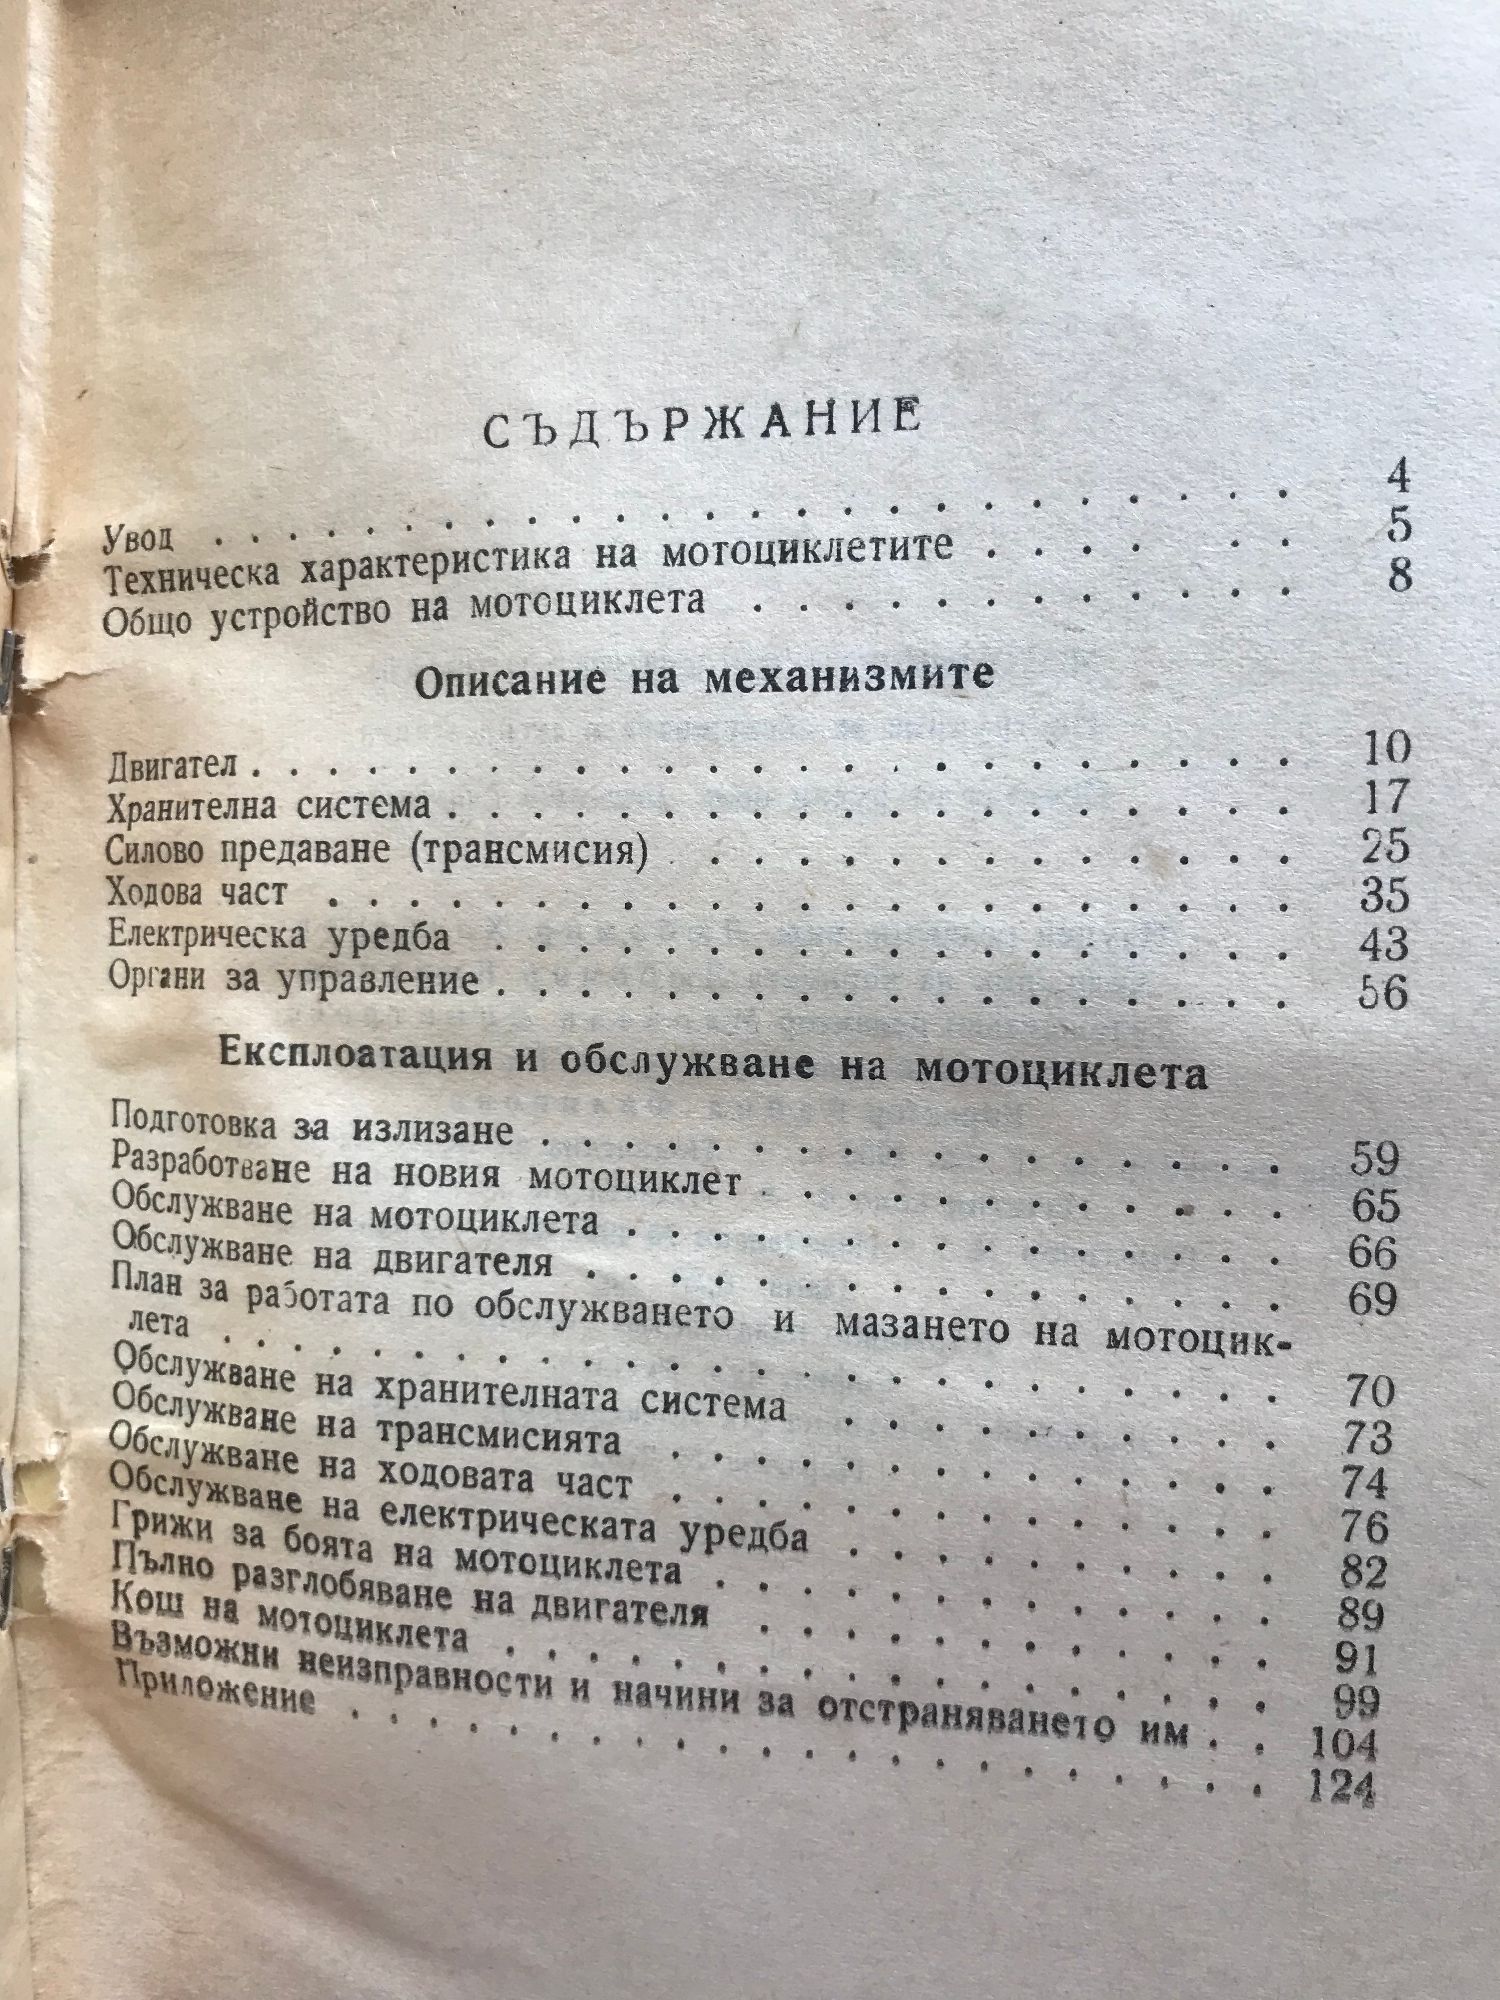 СЪДЪРЖАНИЕ
Увод . . . . . . . . . . . . . . . . . . . . . . . . . 4
Техническа характеристика на мотоциклетите . . . . . . 5
Общо устройство на мотоциклета . . . . . . . . . . . . . 8
Описание на механизмите
Двигател . . . . . . . . . . . . . . . . . . . . . . . . . 10
Хранителна система . . . . . . . . . . . . . . . . . . . . 17
Силово предаване (трансмисия) . . . . . . . . . . . . . . 25
Ходова част . . . . . . . . . . . . . . . . . . . . . . . 35
Електрическа уредба . . . . . . . . . . . . . . . . . . . 43
Органи за управление . . . . . . . . . . . . . . . . . . . 56
Експлоатация и обслужване на мотоциклета
Подготовка за излизане . . . . . . . . . . . . . . . . . . 59
Разработване на новия мотоциклет . . . . . . . . . . . . . 65
Обслужване на мотоциклета . . . . . . . . . . . . . . . . 66
Обслужване на двигателя . . . . . . . . . . . . . . . . . 69
План за работата по обслужването и мазането на мотоцик-
лета . . . . . . . . . . . . . . . . . . . . . . . . . 70
Обслужване на хранителната система . . . . . . . . . . . 73
Обслужване на трансмисията . . . . . . . . . . . . . . . 74
Обслужване на ходовата част . . . . . . . . . . . . . . . 76
Обслужване на електрическата уредба . . . . . . . . . . . 82
Грижи за боята на мотоциклета . . . . . . . . . . . . . . 89
Пълно разглобяване на двигателя . . . . . . . . . . . . . 91
Кош на мотоциклета . . . . . . . . . . . . . . . . . . . 99
Възможни неизправности и начини за отстраняването им . . 104
Приложение . . . . . . . . . . . . . . . . . . . . . . . 124